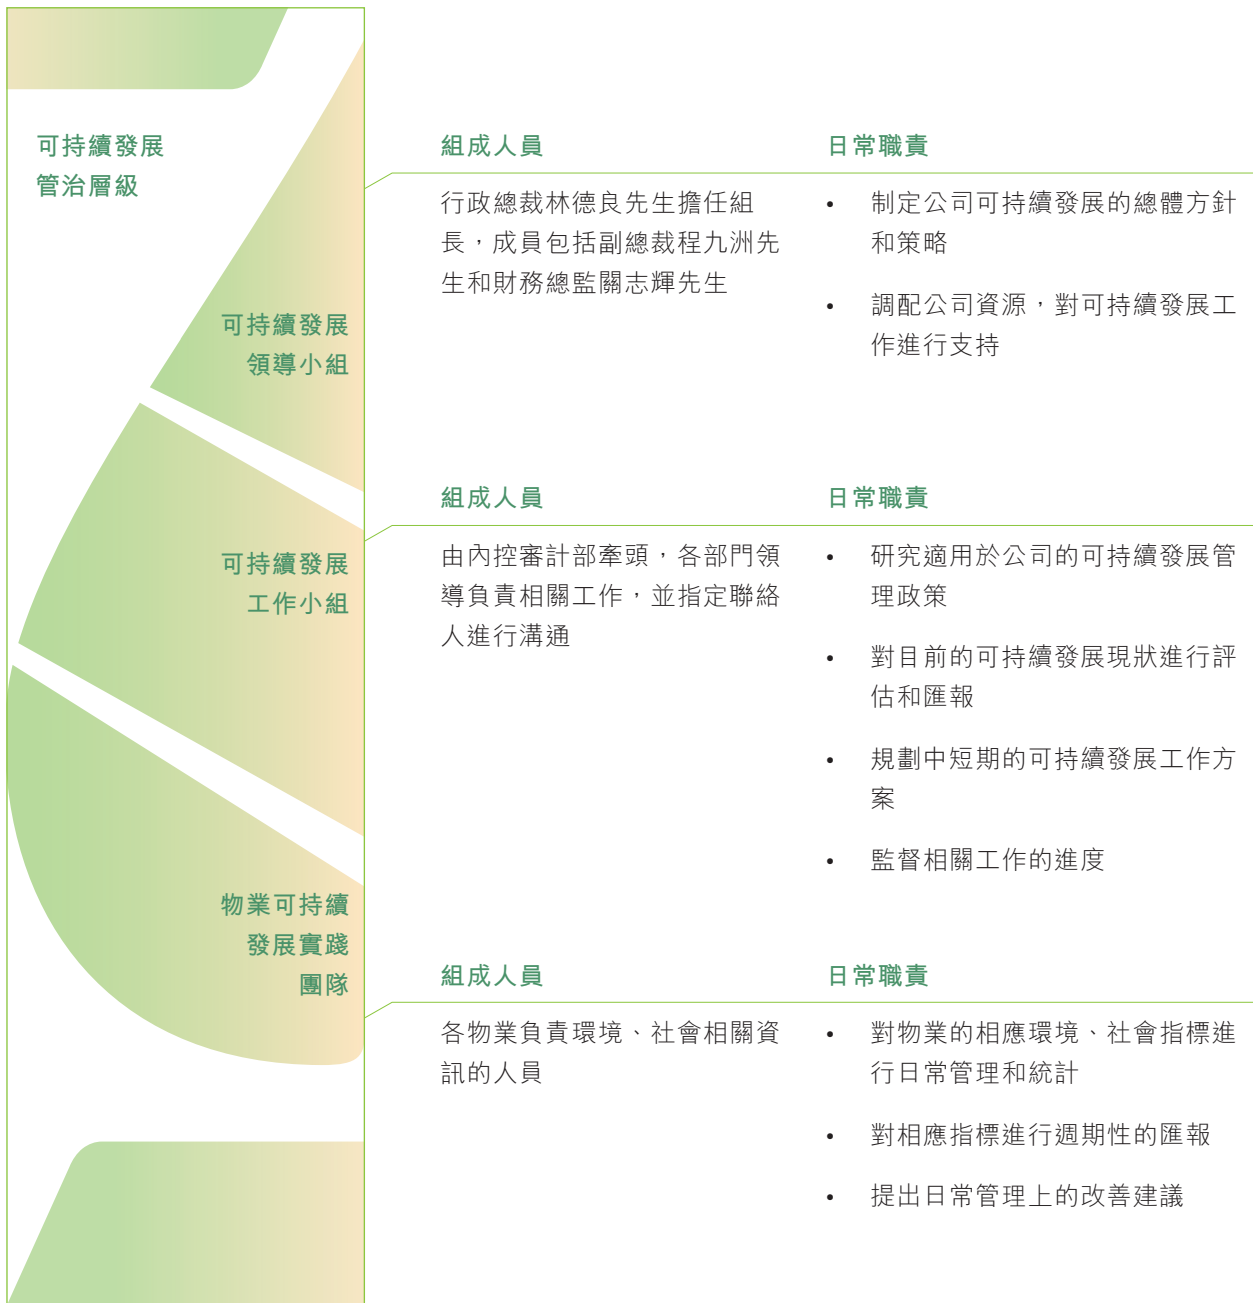 可持續發展
管治層級
可持續發展
領導小組
組成人員
行政總裁林德良先生擔任組
長，成員包括副總裁程九洲先
生和財務總監關志輝先生
日常職責
• 制定公司可持續發展的總體方針
和策略
• 調配公司資源，對可持續發展工
作進行支持
可持續發展
工作小組
組成人員
由內控審計部牽頭，各部門領
導負責相關工作，並指定聯絡
人進行溝通
日常職責
• 研究適用於公司的可持續發展管
理政策
• 對目前的可持續發展現狀進行評
估和匯報
• 規劃中短期的可持續發展工作方
案
• 監督相關工作的進度
物業可持續
發展實踐
團隊
組成人員
各物業負責環境、社會相關資
訊的人員
日常職責
• 對物業的相應環境、社會指標進
行日常管理和統計
• 對相應指標進行週期性的匯報
• 提出日常管理上的改善建議